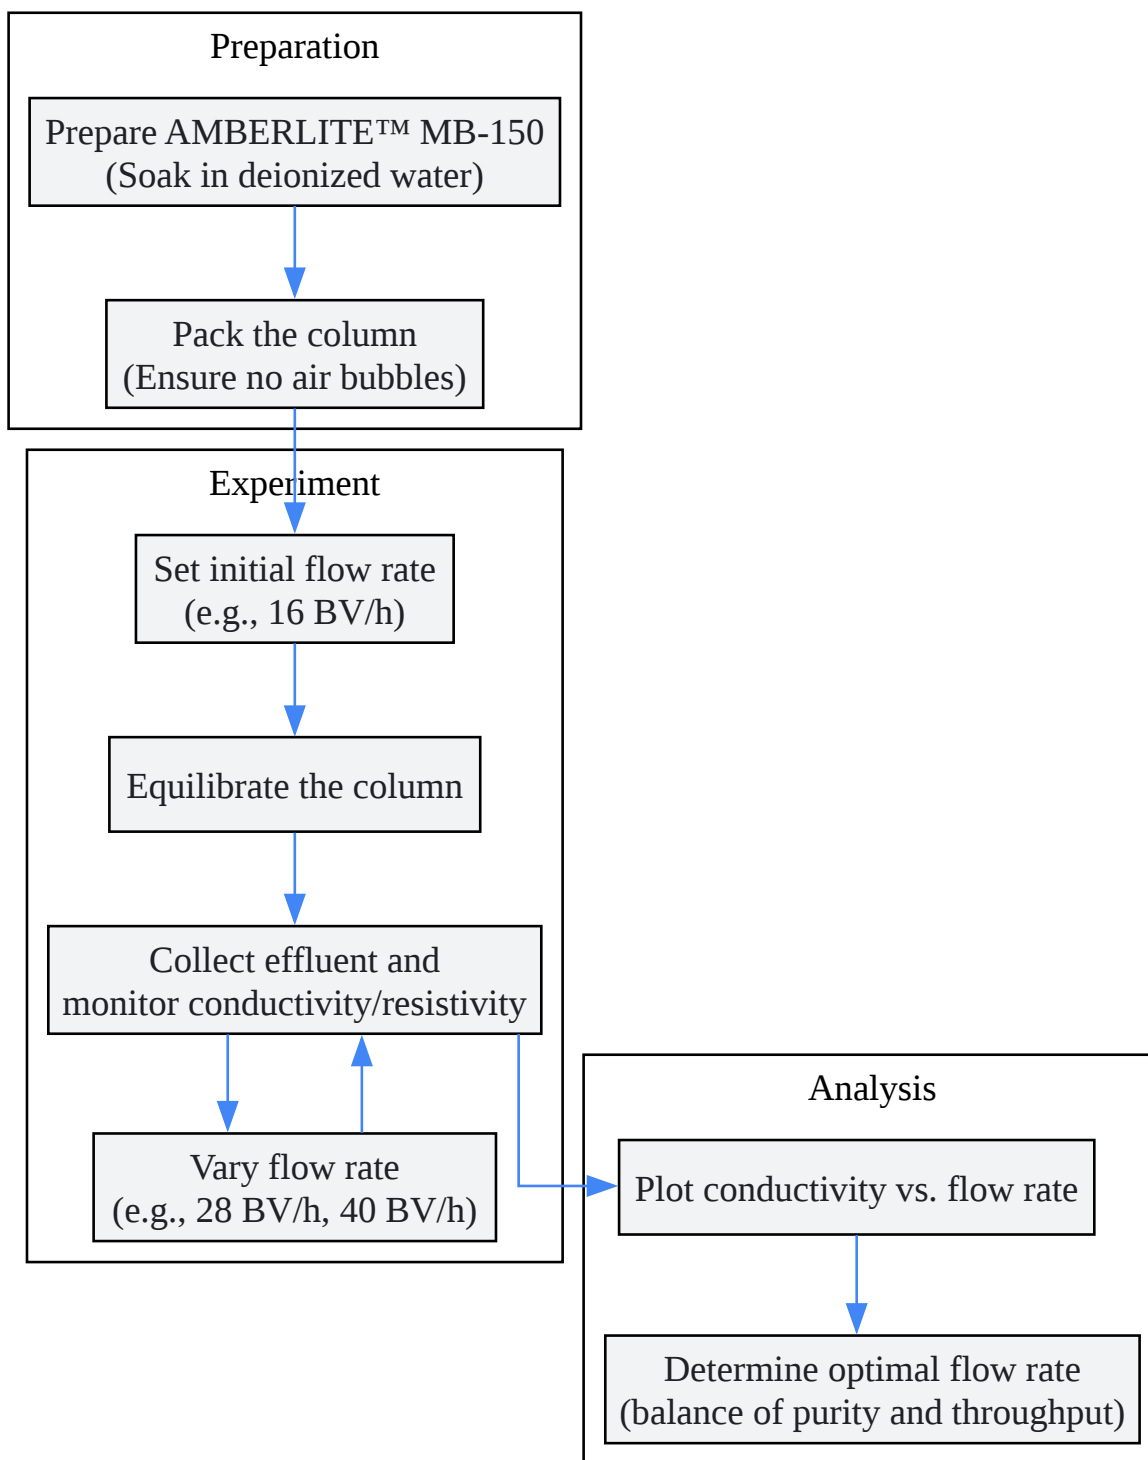 Preparation
Prepare AMBERLITE™ MB-150
(Soak in deionized water)
Pack the column
(Ensure no air bubbles)
Experiment
Set initial flow rate
(e.g., 16 BV/h)
Equilibrate the column
Collect effluent and
monitor conductivity/resistivity
Vary flow rate
(e.g., 28 BV/h, 40 BV/h)
Analysis
Plot conductivity vs. flow rate
Determine optimal flow rate
(balance of purity and throughput)